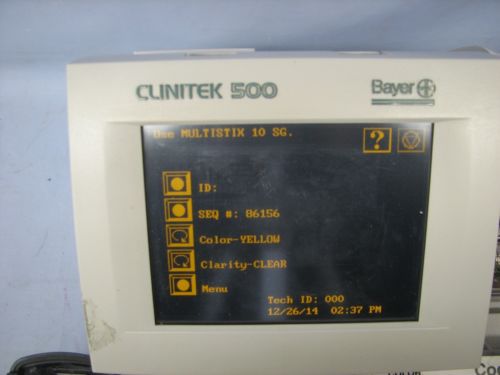 CLINITEK 500
Bayer
Use MULTISTIX 10 SG.
?
ID:
SEQ #: 86156
Color-YELLOW
Clarity-CLEAR
Menu
Tech ID: 000
12/26/14 02:37 PM
COLOR